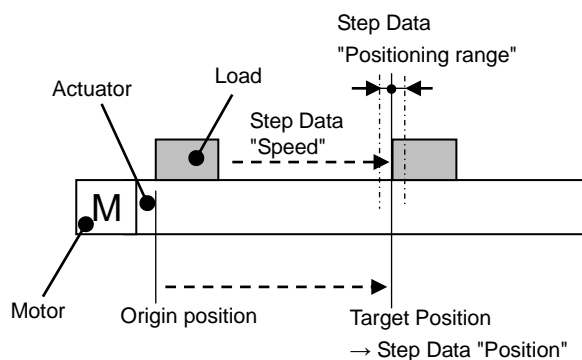 Step Data
"Positioning range"
Actuator
Load
Step Data
"Speed"
M
Motor
Origin position
Target Position
→ Step Data "Position"